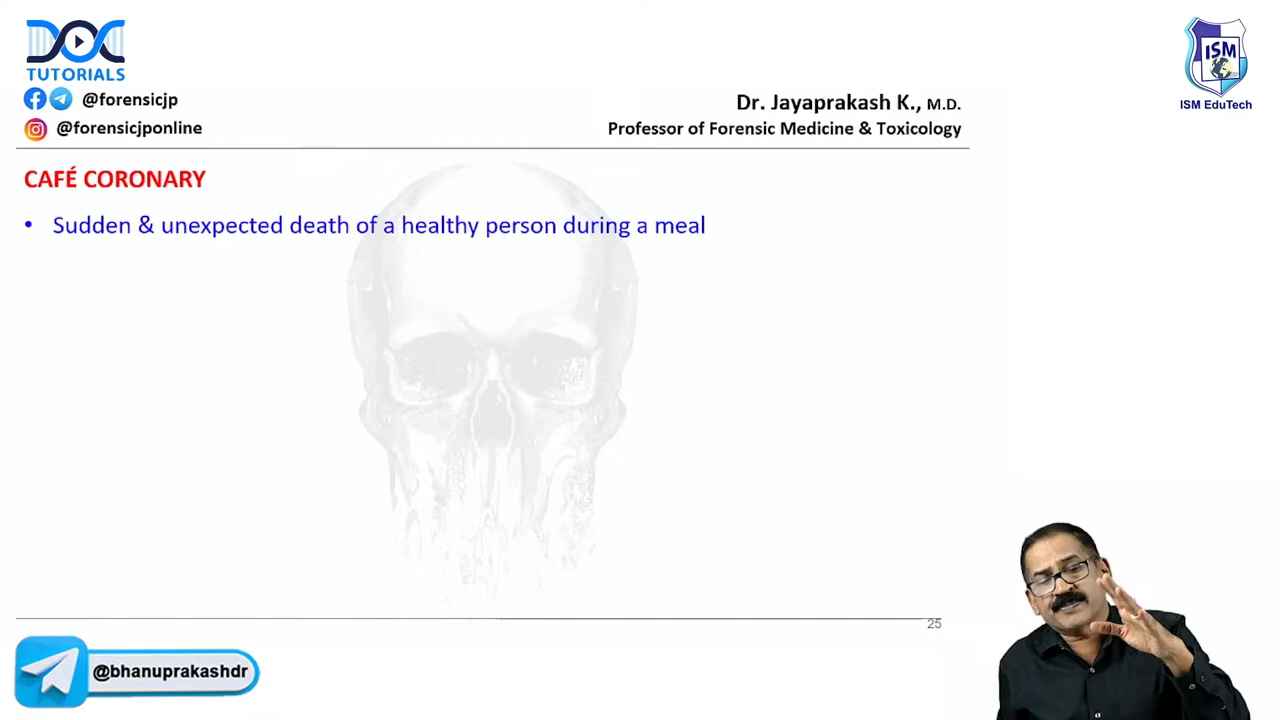 DOC
TUTORIALS
@forensicjp
@forensicjponline
Dr. Jayaprakash K., M.D.
Professor of Forensic Medicine & Toxicology
ISM
ISM EduTech
CAFÉ CORONARY
• Sudden & unexpected death of a healthy person during a meal
25
@bhanuprakashdr